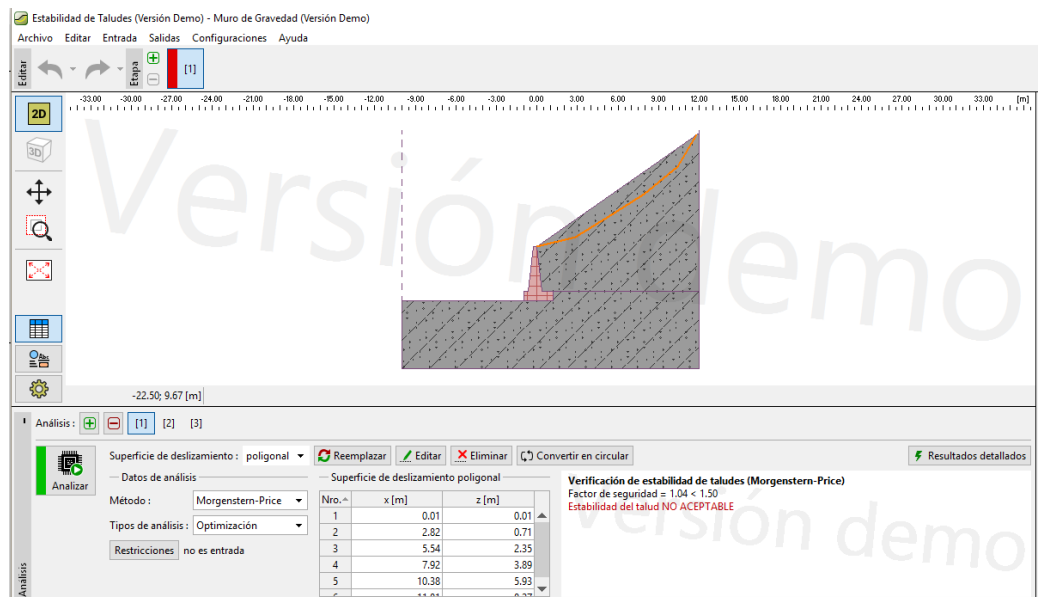 Estabilidad de Taludes (Versión Demo) - Muro de Gravedad (Versión Demo)
Archivo Editar Entrada Salidas Configuraciones Ayuda
Editar
Etapa
[1]
2D
-33.00 -30.00 -27.00 -24.00 -21.00 -18.00 -15.00 -12.00 -9.00 -6.00 -3.00 0.00 3.00 6.00 9.00 12.00 15.00 18.00 21.00 24.00 27.00 30.00 33.00 [m]
3D
Versión demo
Abc
-22.50; 9.67 [m]
Análisis : [1] [2] [3]
Analizar
Superficie de deslizamiento : poligonal Reemplazar Editar Eliminar Convertir en circular Resultados detallados
Datos de análisis
Método : Morgenstern-Price
Tipos de análisis : Optimización
Restricciones no es entrada
Superficie de deslizamiento poligonal
Nro. x [m] z [m]
1 0.01 0.01
2 2.82 0.71
3 5.54 2.35
4 7.92 3.89
5 10.38 5.93
Verificación de estabilidad de taludes (Morgenstern-Price)
Factor de seguridad = 1.04 < 1.50
Estabilidad del talud NO ACEPTABLE
Versión demo
Análisis